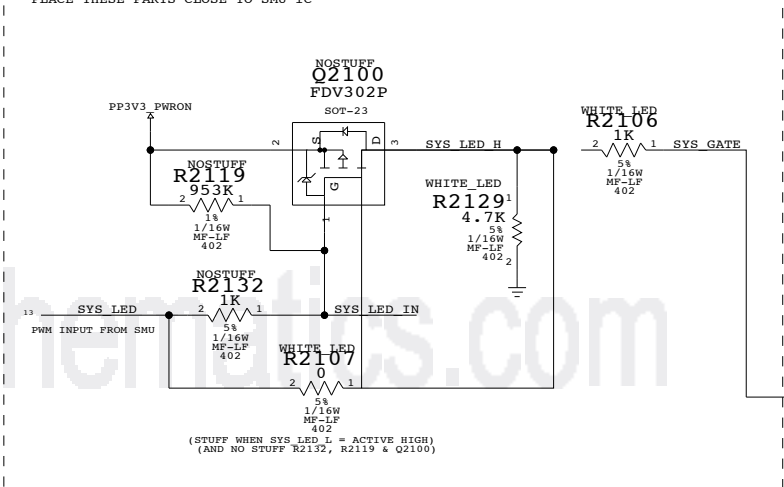 PLACE THESE PARTS CLOSE TO SMU IC
NOSTUFF
Q2100
FDV302P
SOT-23
PP3V3_PWRON
2
S
D
3
G
1
SYS_LED_H
WHITE_LED
R2106
1K
2
1
SYS_GATE
5%
1/16W
MF-LF
402
NOSTUFF
R2119
953K
2
1
1%
1/16W
MF-LF
402
WHITE_LED
R2129
1
4.7K
5%
1/16W
MF-LF
402
2
NOSTUFF
R2132
1K
13
SYS_LED
2
1
SYS_LED_IN
PWM INPUT FROM SMU
5%
1/16W
MF-LF
402
WHITE_LED
R2107
0
2
1
5%
1/16W
MF-LF
402
(STUFF WHEN SYS_LED_L = ACTIVE HIGH)
(AND NO STUFF R2132, R2119 & Q2100)
hematics.com